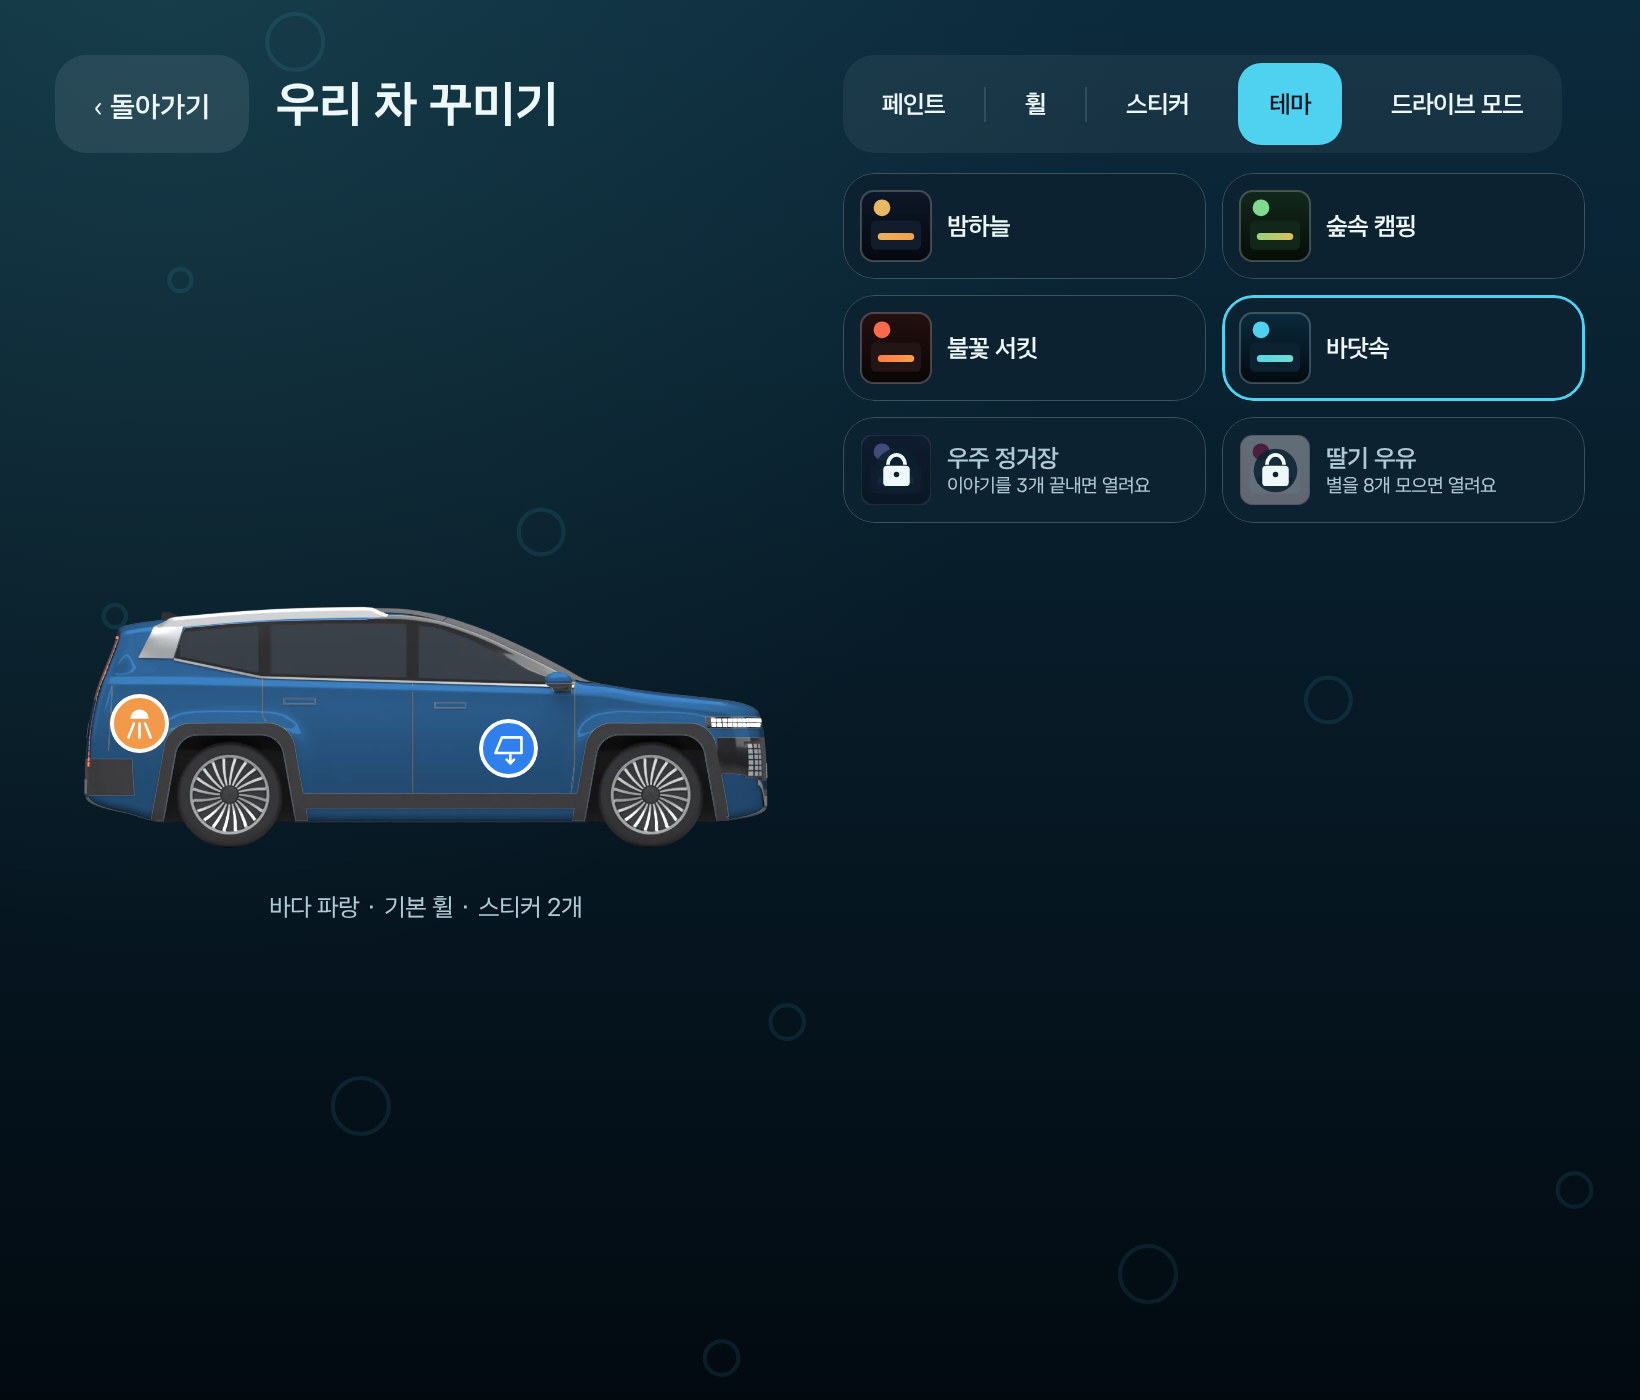 ‹ 돌아가기
우리 차 꾸미기
페인트
휠
스티커
테마
드라이브 모드
밤하늘
숲속 캠핑
불꽃 서킷
바닷속
우주 정거장
이야기를 3개 끝내면 열려요
딸기 우유
별을 8개 모으면 열려요
바다 파랑 · 기본 휠 · 스티커 2개